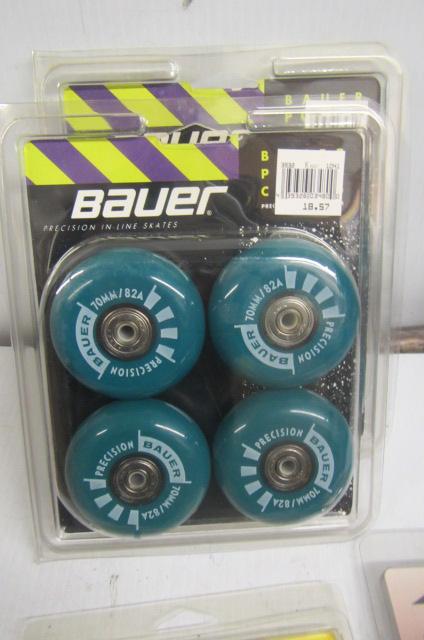 BAUER
BAUER
BAUER®
PRECISION IN LINE SKATES
B
P
C
18.57
70MM/82A
BAUER
PRECISION
70MM/82A
BAUER
PRECISION
PRECISION
BAUER
70MM/82A
PRECISION
BAUER
70MM/82A